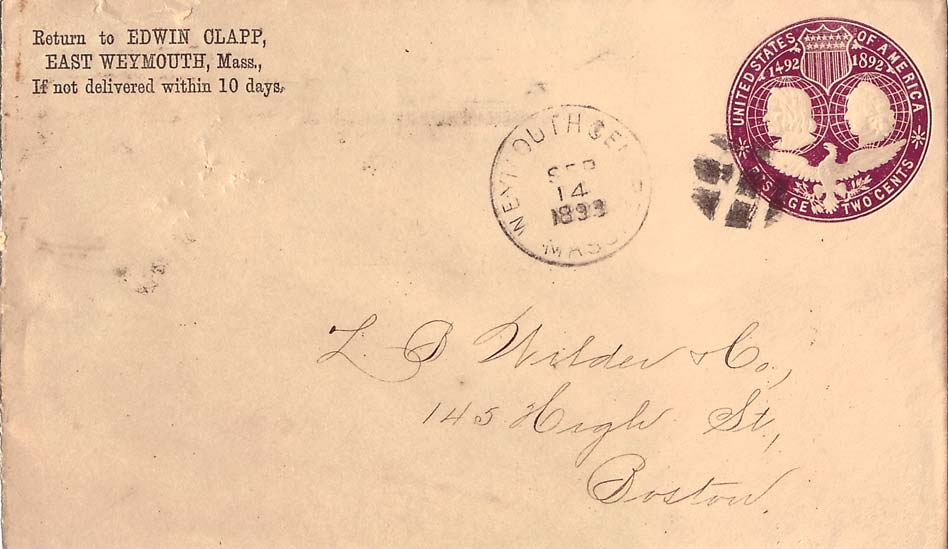 Return to EDWIN CLAPP,
EAST WEYMOUTH, Mass.,
If not delivered within 10 days.
UNITED STATES OF AMERICA
1492 1892
POSTAGE TWO CENTS
WEYMOUTH
SEP
14
1893
MASS.
L. B Wilder & Co.,
145 High St,
Boston